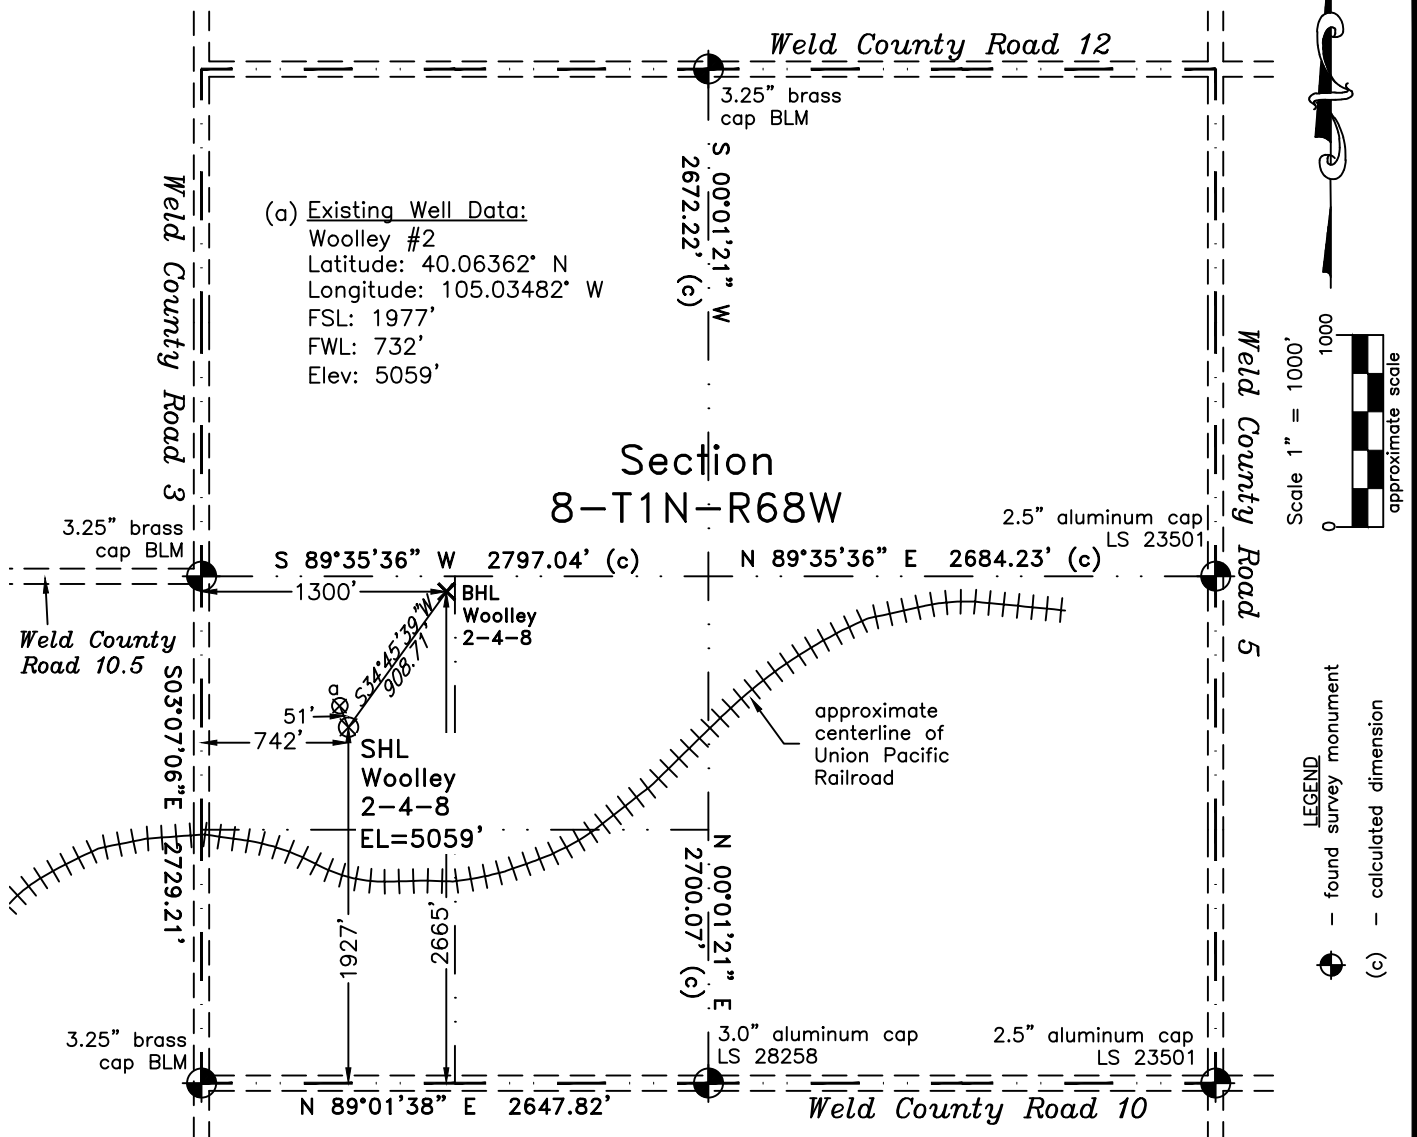 Weld County Road 12
3.25" brass
cap BLM
S 00°01'21" W
2672.22' (c)
Weld County Road 3
(a) Existing Well Data:
Woolley #2
Latitude: 40.06362° N
Longitude: 105.03482° W
FSL: 1977'
FWL: 732'
Elev: 5059'
Weld County Road 5
Scale 1" = 1000'
0 1000
approximate scale
Section
8-T1N-R68W
3.25" brass
cap BLM
2.5" aluminum cap
LS 23501
S 89°35'36" W 2797.04' (c)
N 89°35'36" E 2684.23' (c)
1300'
BHL
Woolley
2-4-8
Weld County
Road 10.5
S34°45'39"W
908.71'
a
51'
742'
SHL
Woolley
2-4-8
EL=5059'
S03°07'06"E 2729.21'
approximate
centerline of
Union Pacific
Railroad
LEGEND
- found survey monument
(c) - calculated dimension
N 00°01'21" E
2700.07' (c)
1927'
2665'
3.25" brass
cap BLM
3.0" aluminum cap
LS 28258
2.5" aluminum cap
LS 23501
N 89°01'38" E 2647.82'
Weld County Road 10